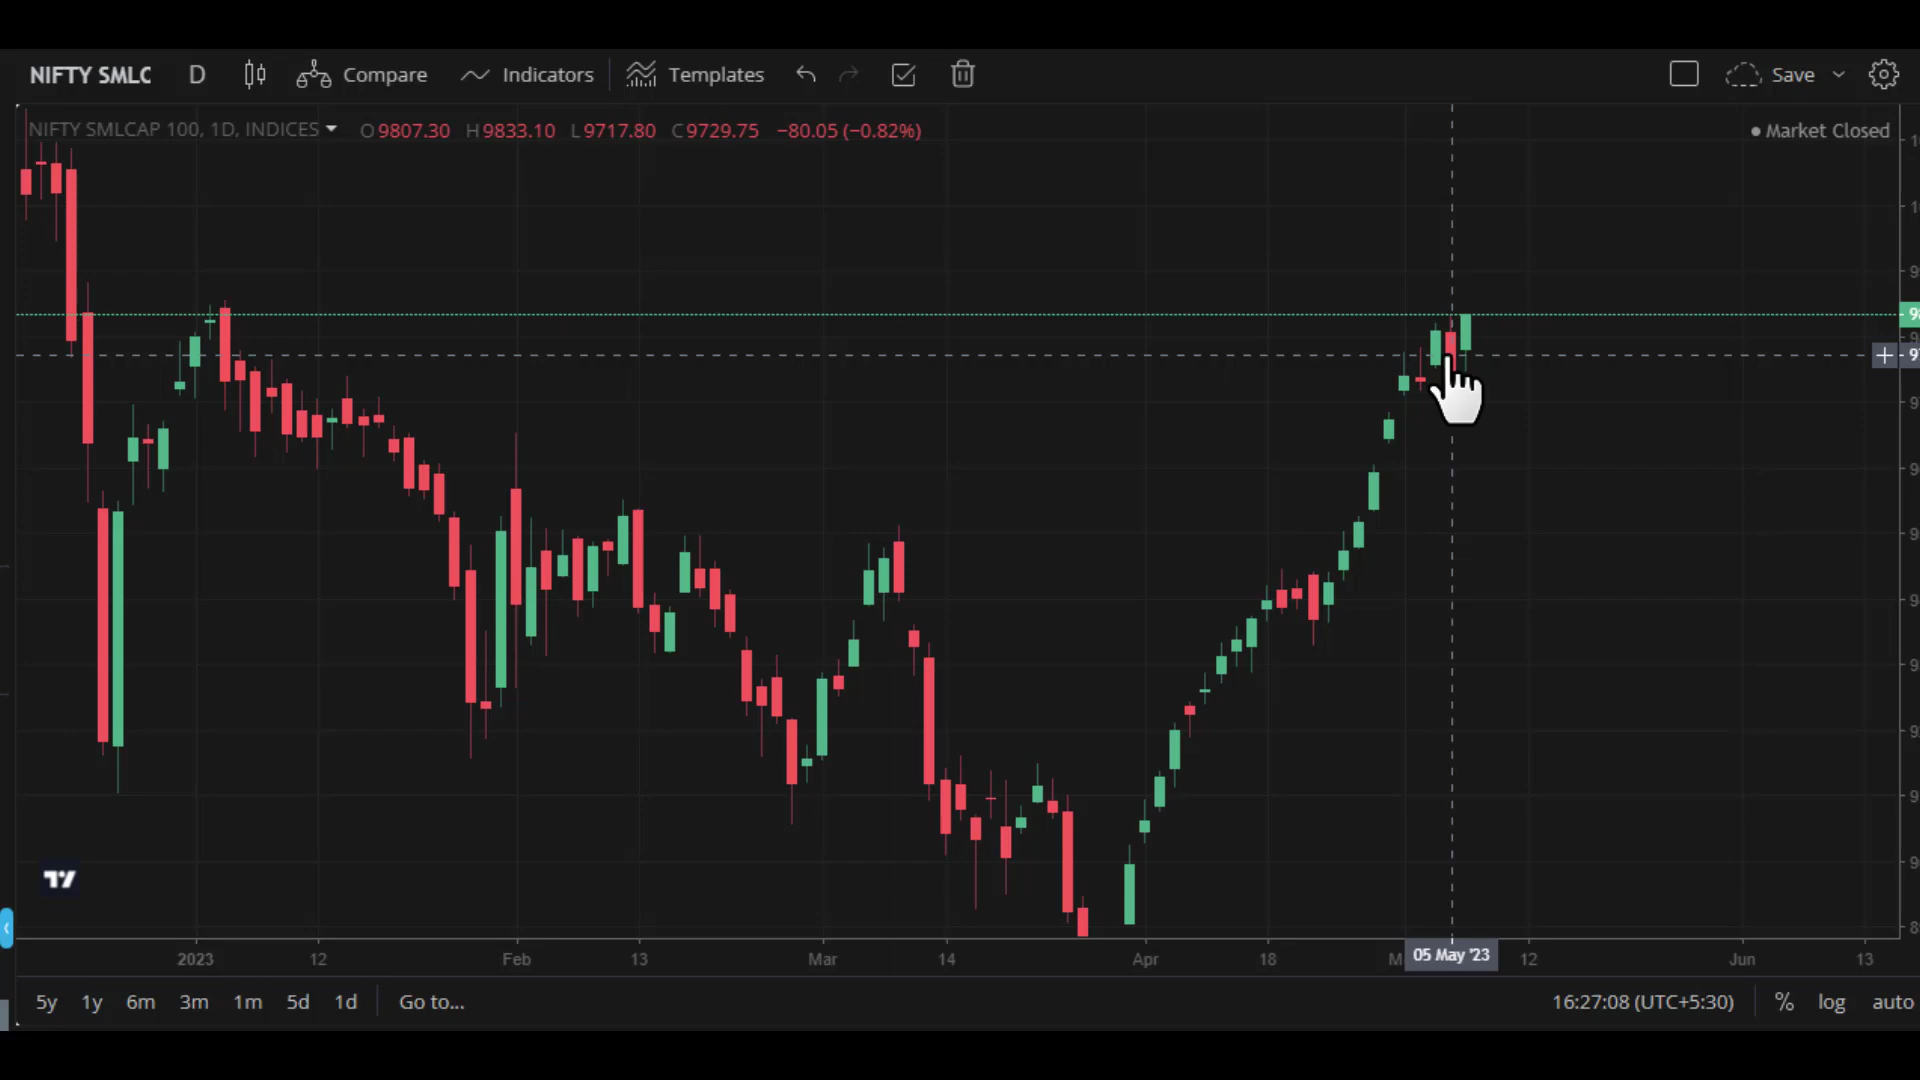 NIFTY SMLC D Compare Indicators Templates Save
NIFTY SMLCAP 100, 1D, INDICES O9807.30 H9833.10 L9717.80 C9729.75 −80.05 (−0.82%) Market Closed
2023 12 Feb 13 Mar 14 Apr 18 05 May '23 12 Jun 13
5y 1y 6m 3m 1m 5d 1d Go to... 16:27:08 (UTC+5:30) % log auto